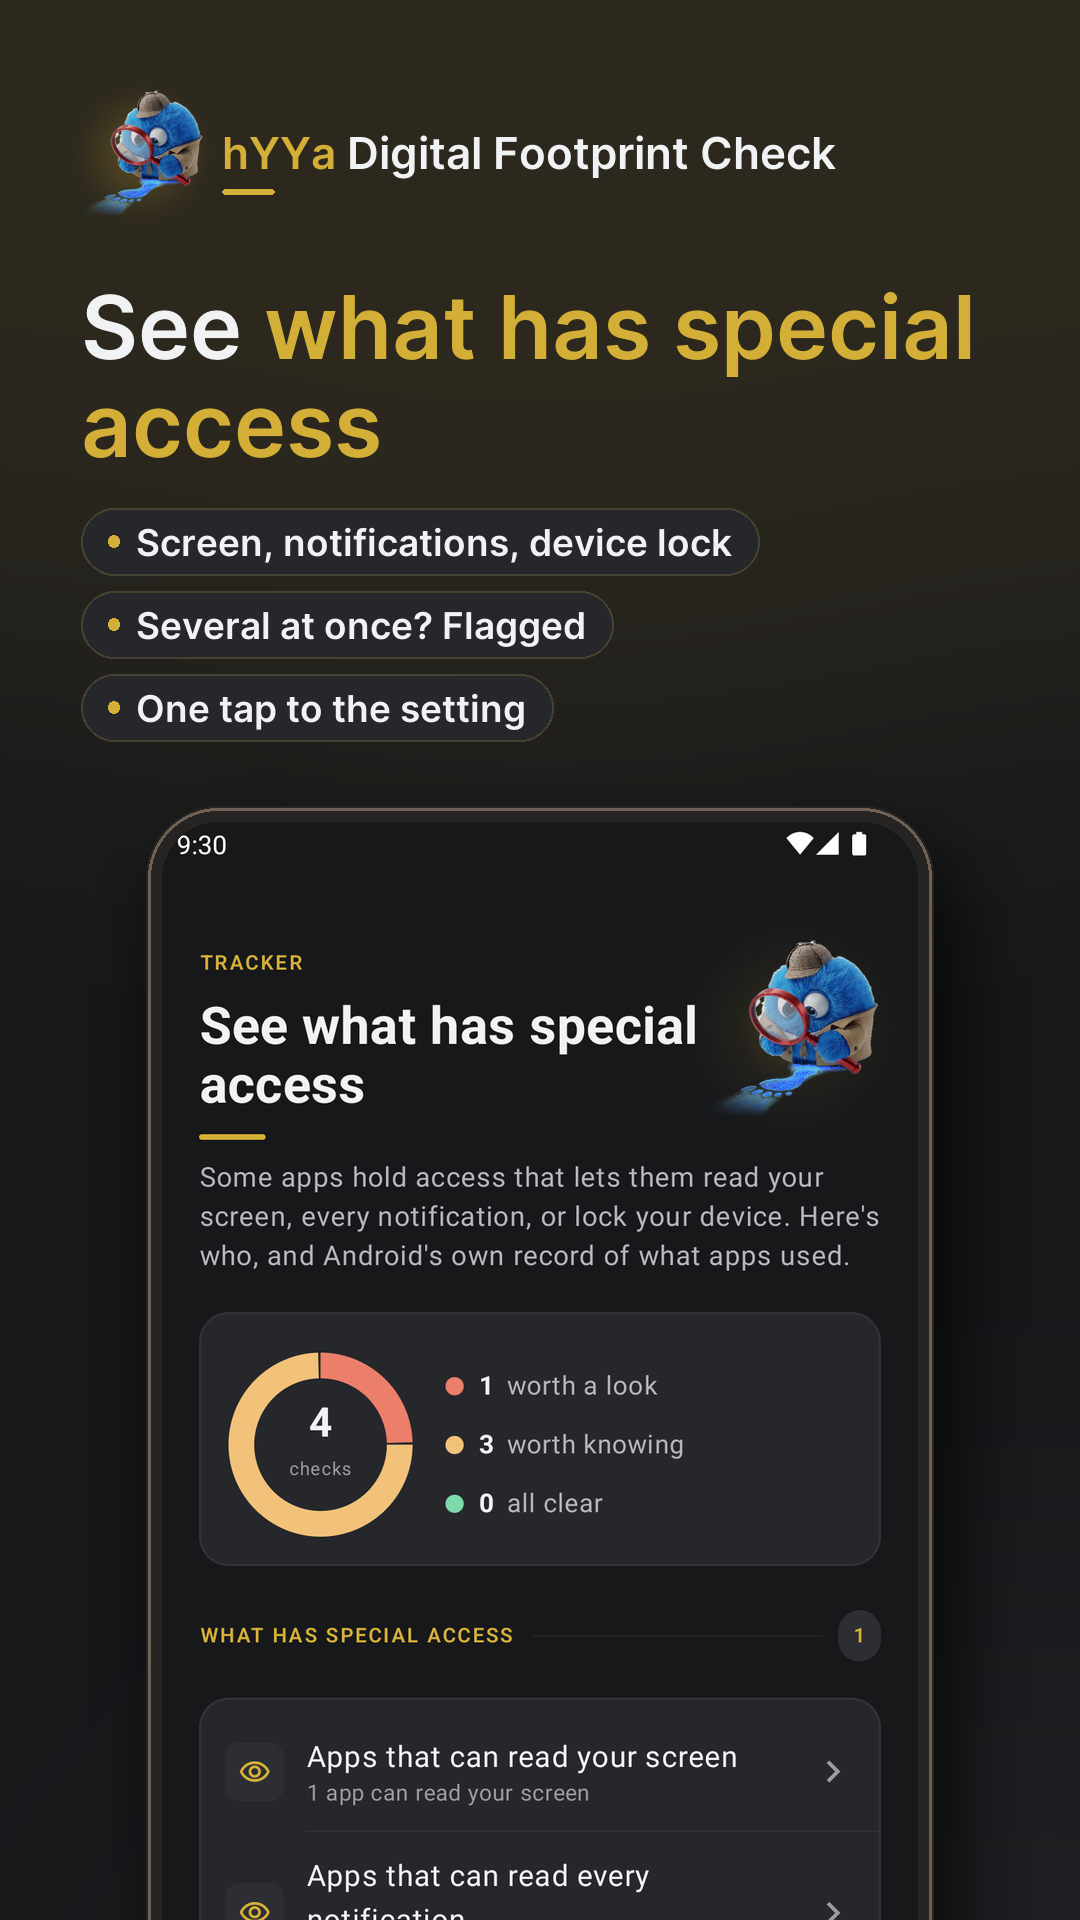 hYYa Digital Footprint Check
See what has special
access
Screen, notifications, device lock
Several at once? Flagged
One tap to the setting
9:30
TRACKER
See what has special
access
Some apps hold access that lets them read your
screen, every notification, or lock your device. Here's
who, and Android's own record of what apps used.
4
checks
1 worth a look
3 worth knowing
0 all clear
WHAT HAS SPECIAL ACCESS
1
Apps that can read your screen
1 app can read your screen
Apps that can read every
notification